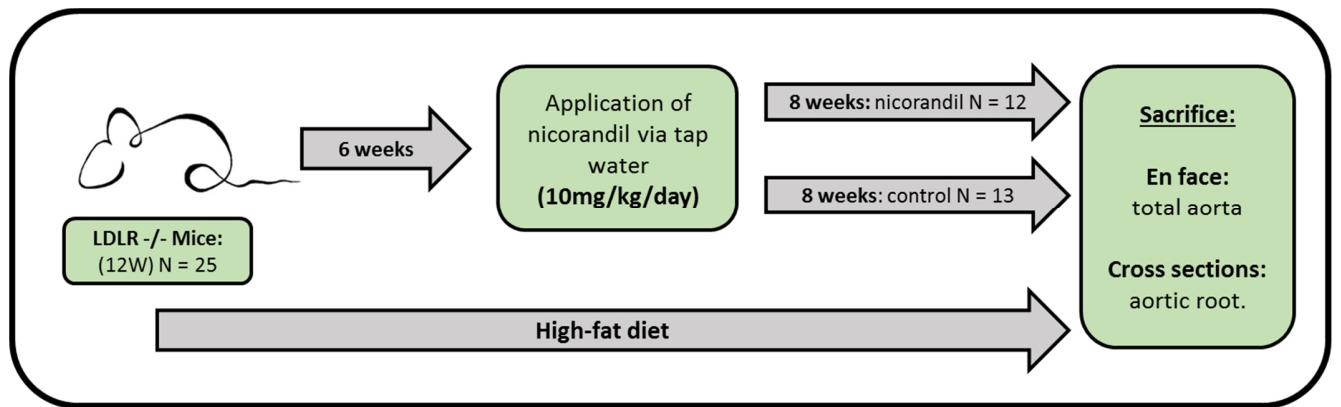 LDLR -/- Mice:
(12W) N = 25
6 weeks
Application of
nicorandil via tap
water
(10mg/kg/day)
8 weeks: nicorandil N = 12
8 weeks: control N = 13
High-fat diet
Sacrifice:
En face:
total aorta
Cross sections:
aortic root.